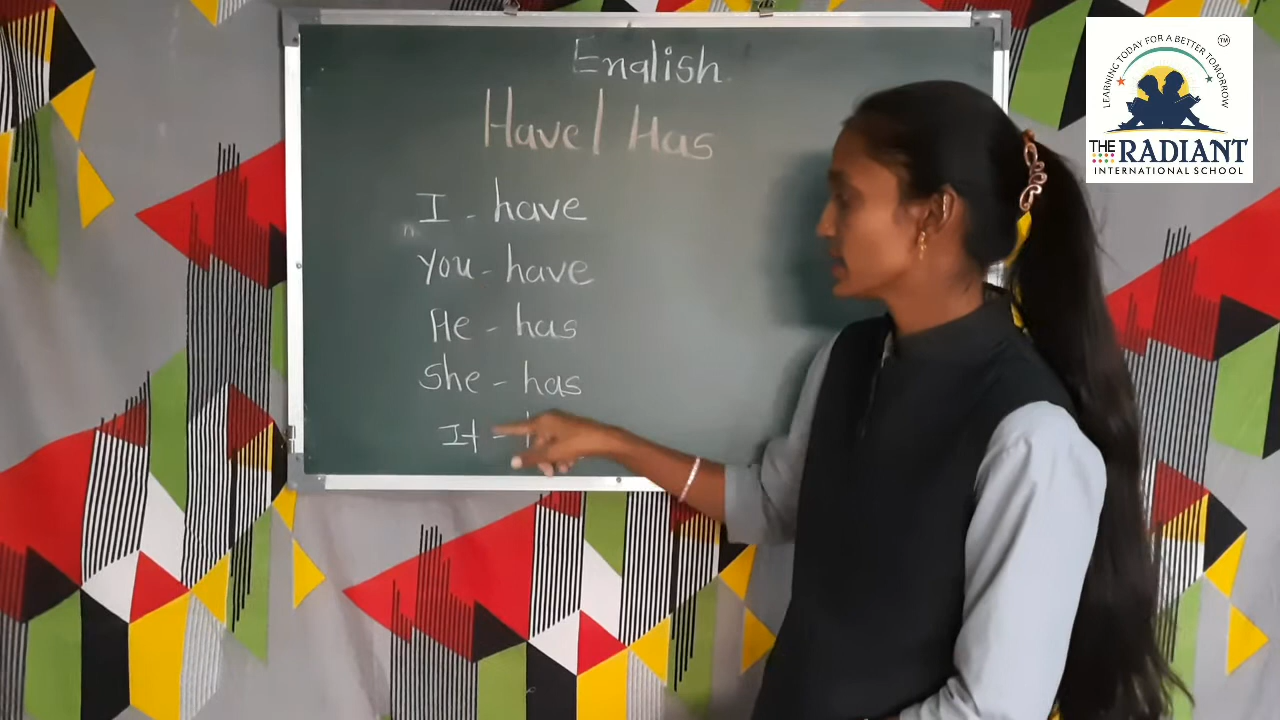 English
Have/ Has
I - have
You - have
He - has
She - has
It -
LEARNING TODAY FOR A BETTER TOMORROW
TM
THE RADIANT
INTERNATIONAL SCHOOL